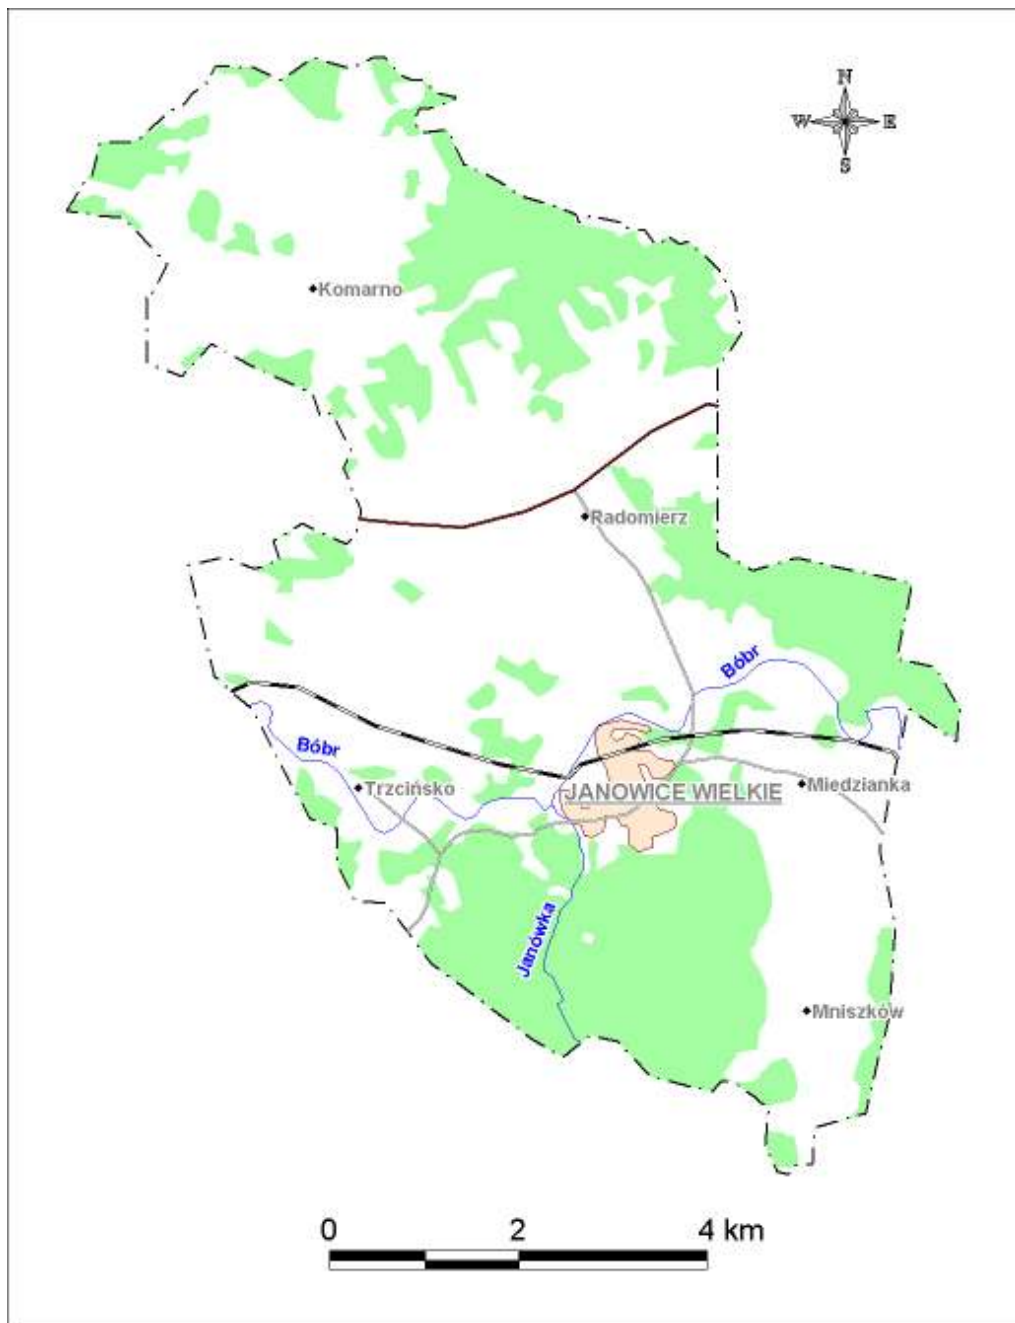 N
W E
S
Komarno
Radomierz
Bóbr
Bóbr
Trzcińsko
Miedzianka
JANOWICE WIELKIE
Janówka
Mniszków
0 2 4 km